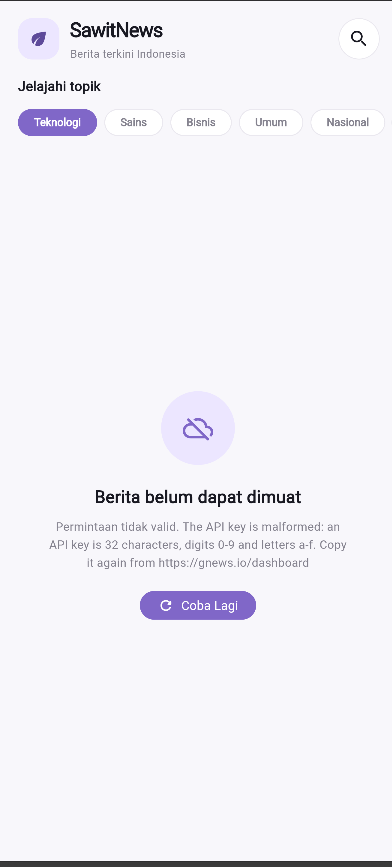 SawitNews
Berita terkini Indonesia
Jelajahi topik
Teknologi Sains Bisnis Umum Nasional
Berita belum dapat dimuat
Permintaan tidak valid. The API key is malformed: an
API key is 32 characters, digits 0-9 and letters a-f. Copy
it again from https://gnews.io/dashboard
Coba Lagi